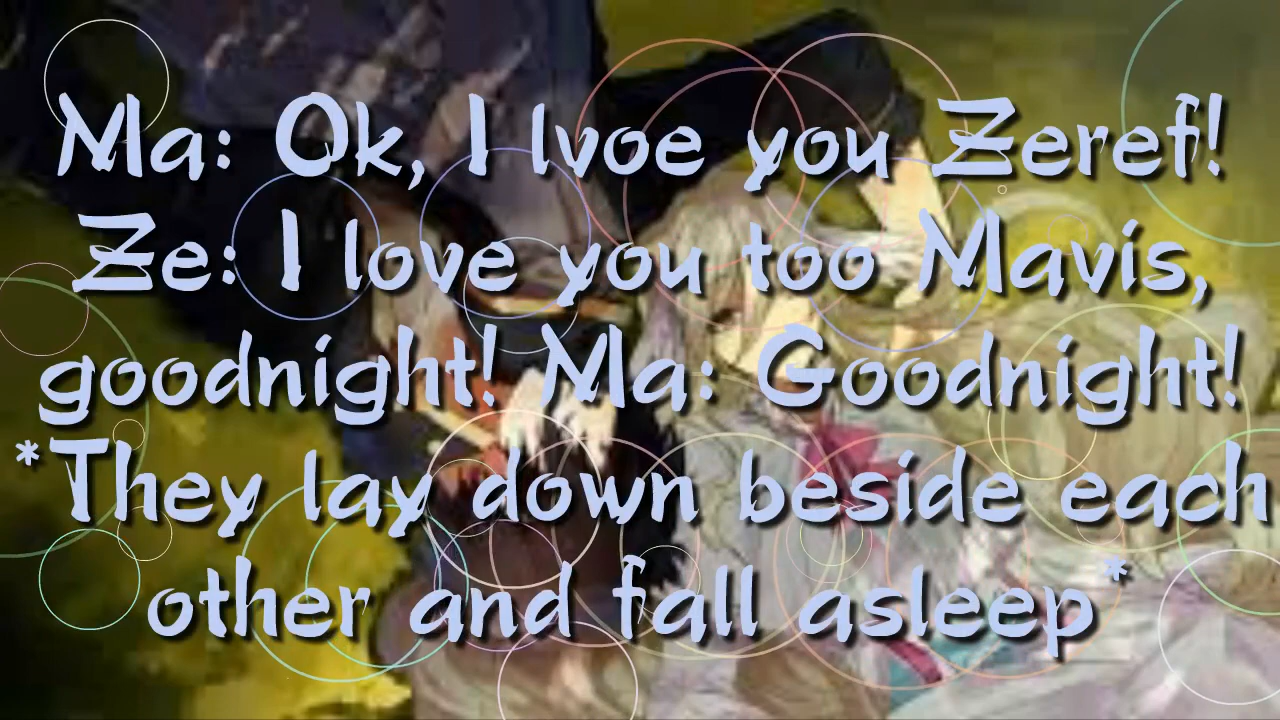 Ma: Ok, I lvoe you Zeref!
Ze: I love you too Mavis,
goodnight! Ma: Goodnight!
*They lay down beside each
other and fall asleep*